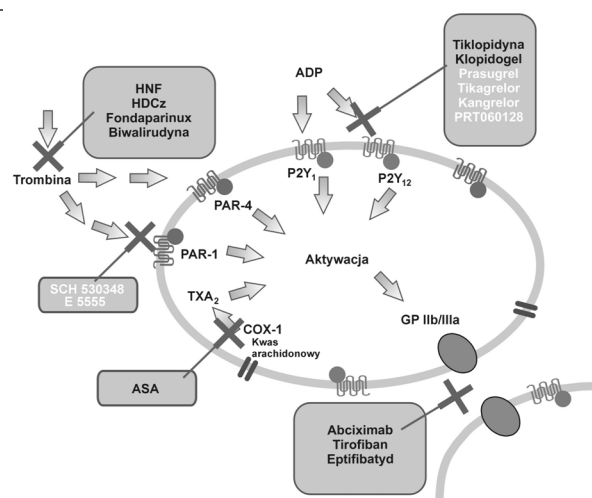 HNF
HDCz
Fondaparinux
Biwalirudyna
ADP
Tiklopidyna
Klopidogel
Prasugrel
Tikagrelor
Kangrelor
PRT060128
Trombina
P2Y1
P2Y12
PAR-4
PAR-1
Aktywacja
SCH 530348
E 5555
TXA2
GP IIb/IIIa
COX-1
Kwas
arachidonowy
ASA
Abciximab
Tirofiban
Eptifibatyd